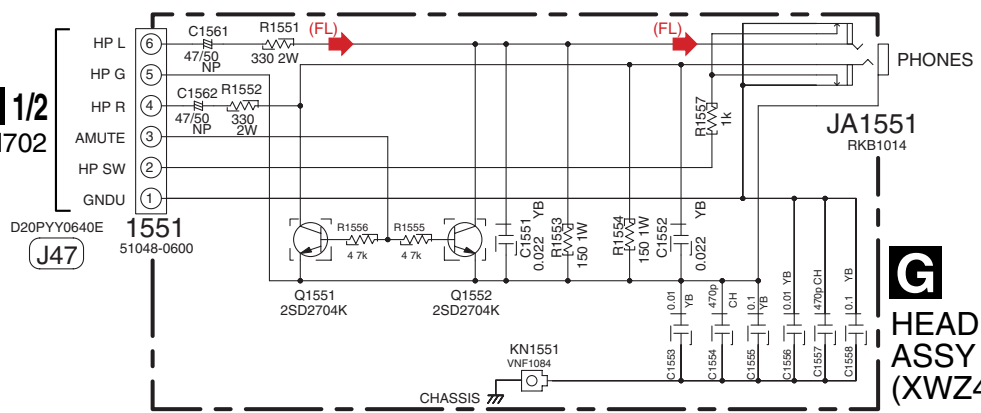 C1561
R1551
(FL)
(FL)
HP L
6
47/50
NP
330 2W
HP G
5
PHONES
1/2
HP R
4
C1562
R1552
47/50
NP
330
2W
R1557
1k
JA1551
RKB1014
AMUTE
3
HP SW
2
GNDU
1
D20PYY0640E
1551
51048-0600
J47
R1556
4 7k
R1555
4 7k
C1551
0.022
YB
R1553
150 1W
R1554
150 1W
C1552
0.022
YB
Q1551
2SD2704K
Q1552
2SD2704K
G
0.01
YB
470p
CH
0.1
YB
0.01 YB
470p CH
0.1 YB
C1553
C1554
C1555
C1556
C1557
C1558
HEAD
ASSY
(XWZ4
KN1551
VNF1084
CHASSIS